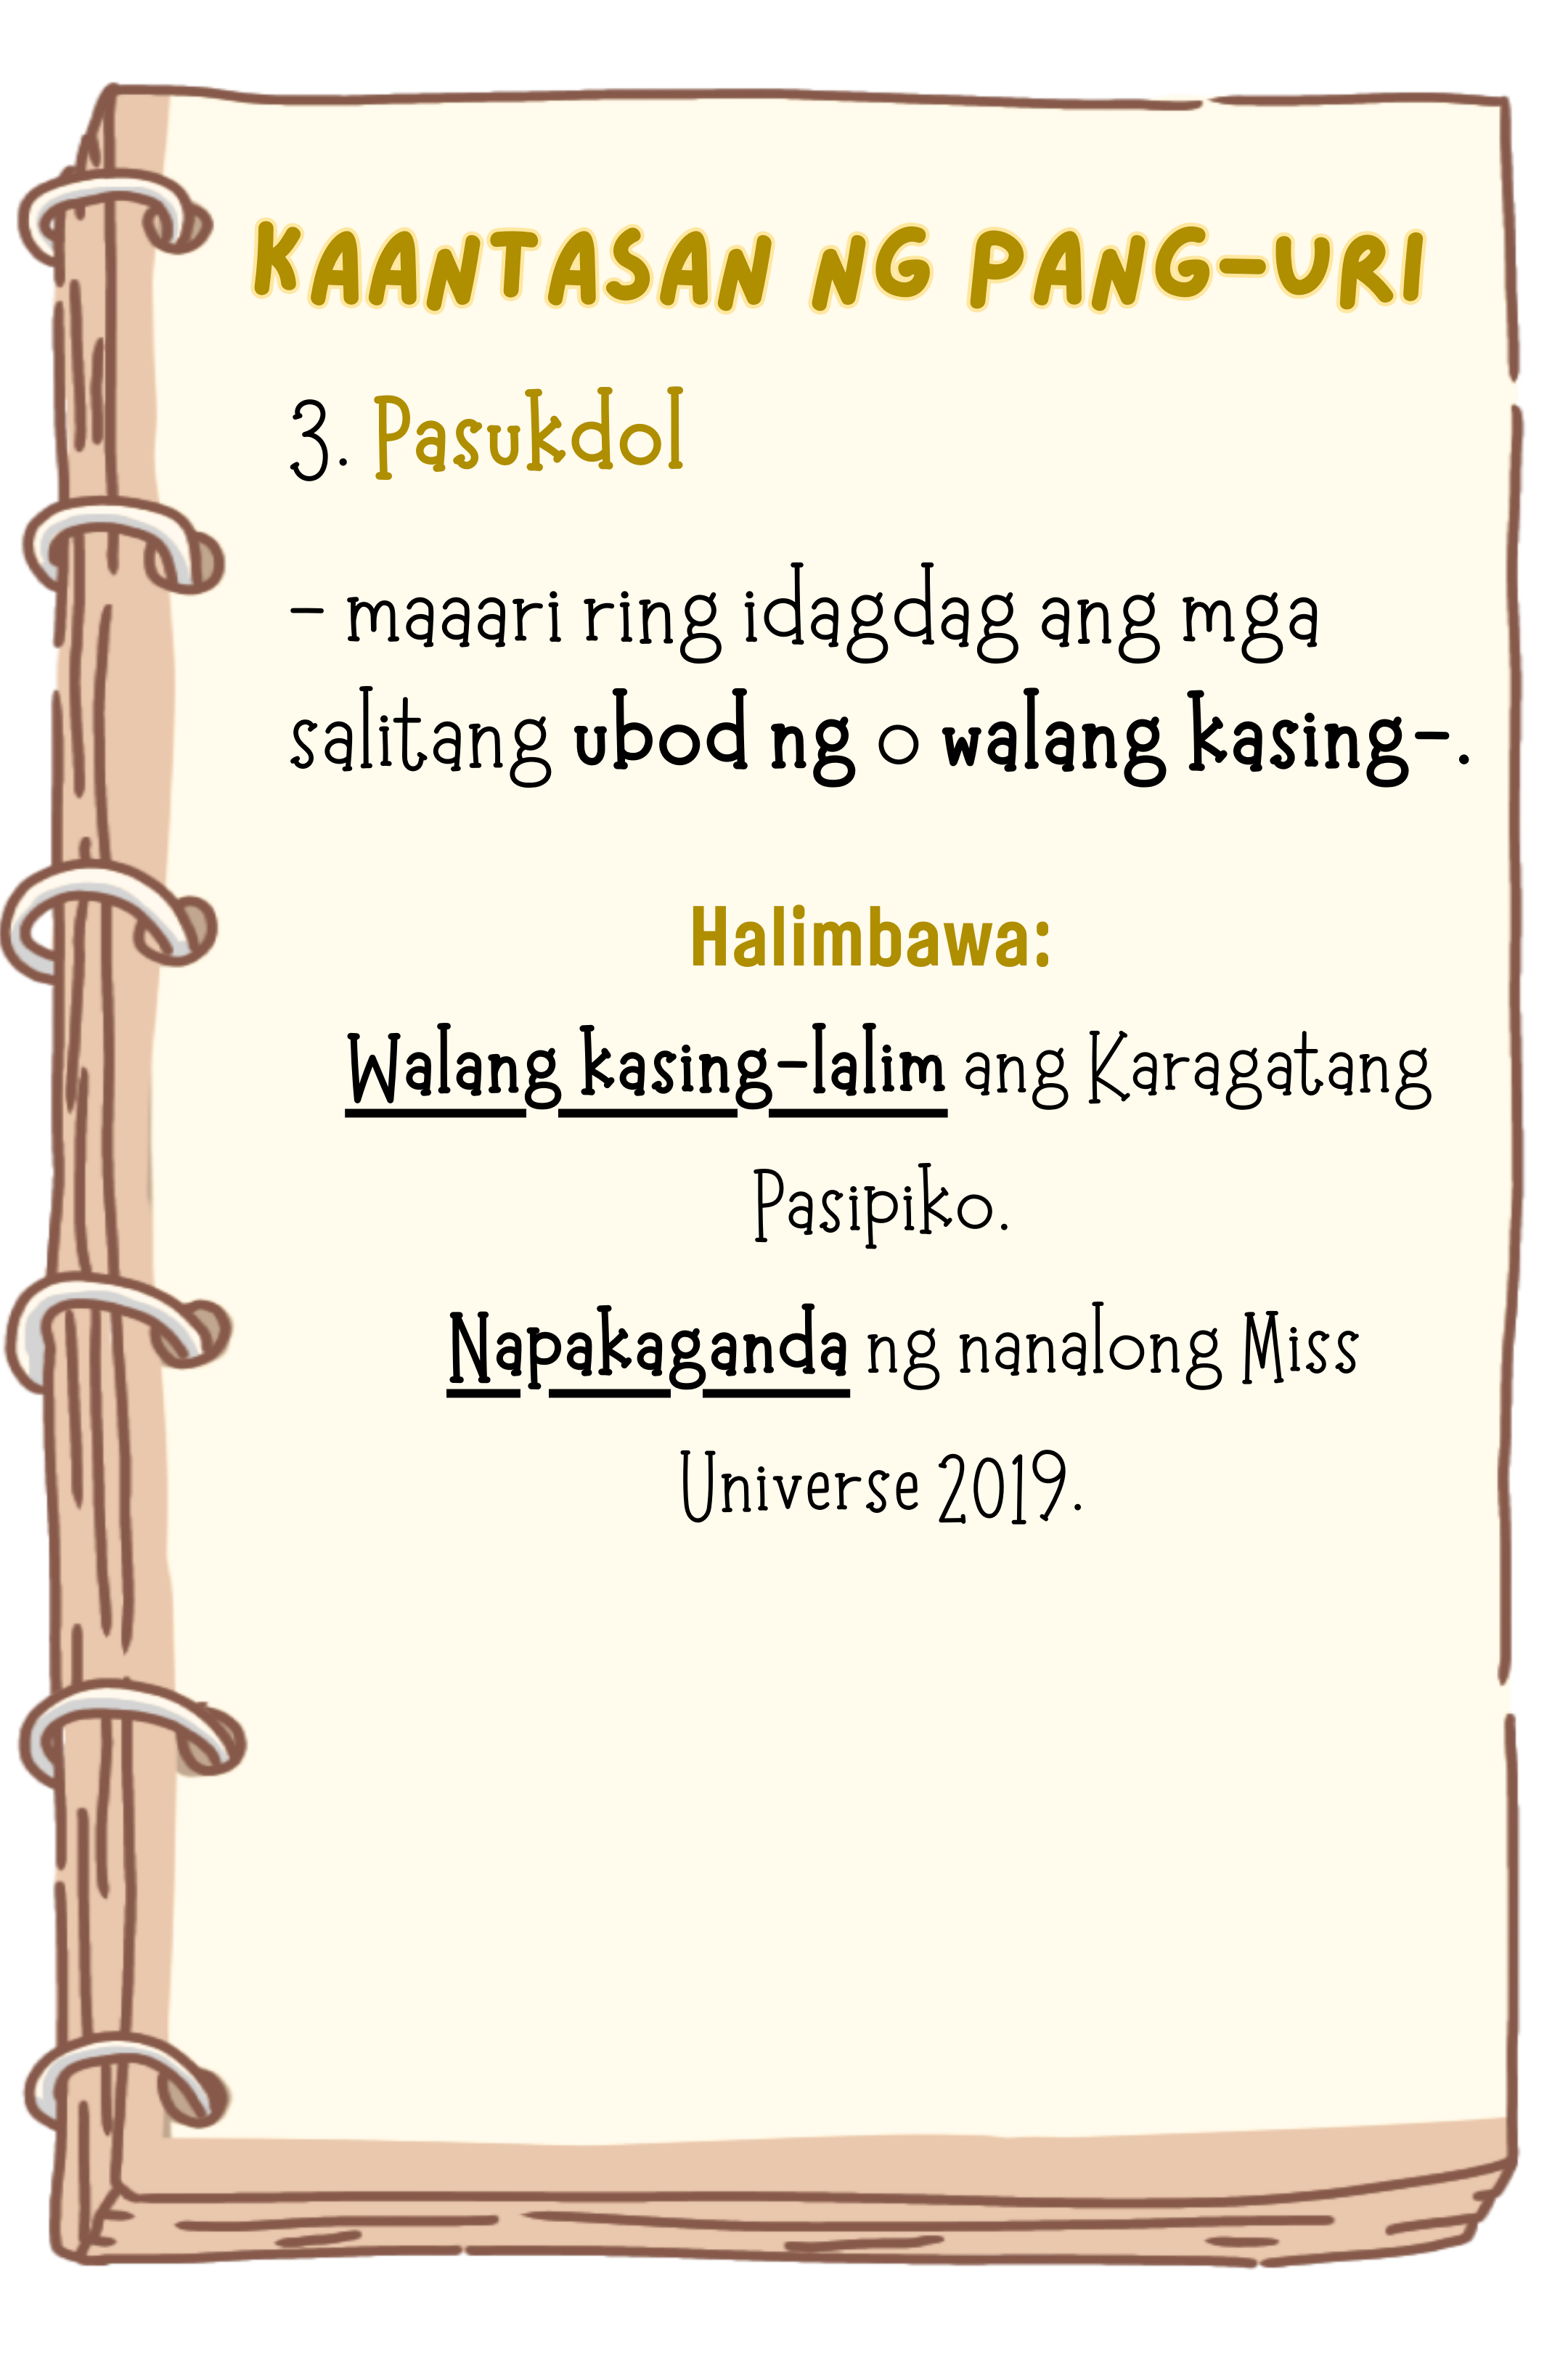 KAANTASAN NG PANG-URI
3. Pasukdol
- maaari ring idagdag ang mga
salitang ubod ng o walang kasing-.
Halimbawa:
Walang kasing-lalim ang Karagatang
Pasipiko.
Napakaganda ng nanalong Miss
Universe 2019.